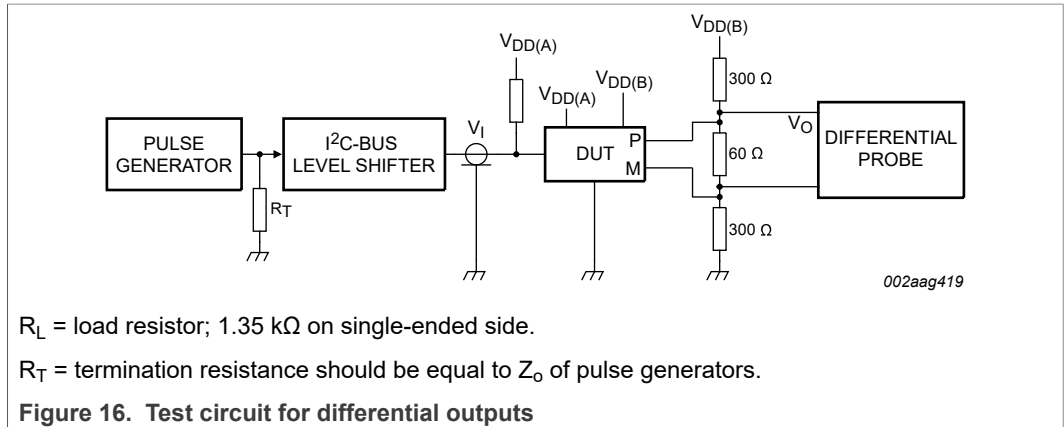 V_DD(B)
V_DD(A)
300 Ω
V_DD(B)
V_DD(A)
V_O
PULSE
GENERATOR
I²C-BUS
LEVEL SHIFTER
V_I
DUT
P
M
60 Ω
DIFFERENTIAL
PROBE
R_T
300 Ω
002aag419
R_L = load resistor; 1.35 kΩ on single-ended side.
R_T = termination resistance should be equal to Z_o of pulse generators.
Figure 16. Test circuit for differential outputs